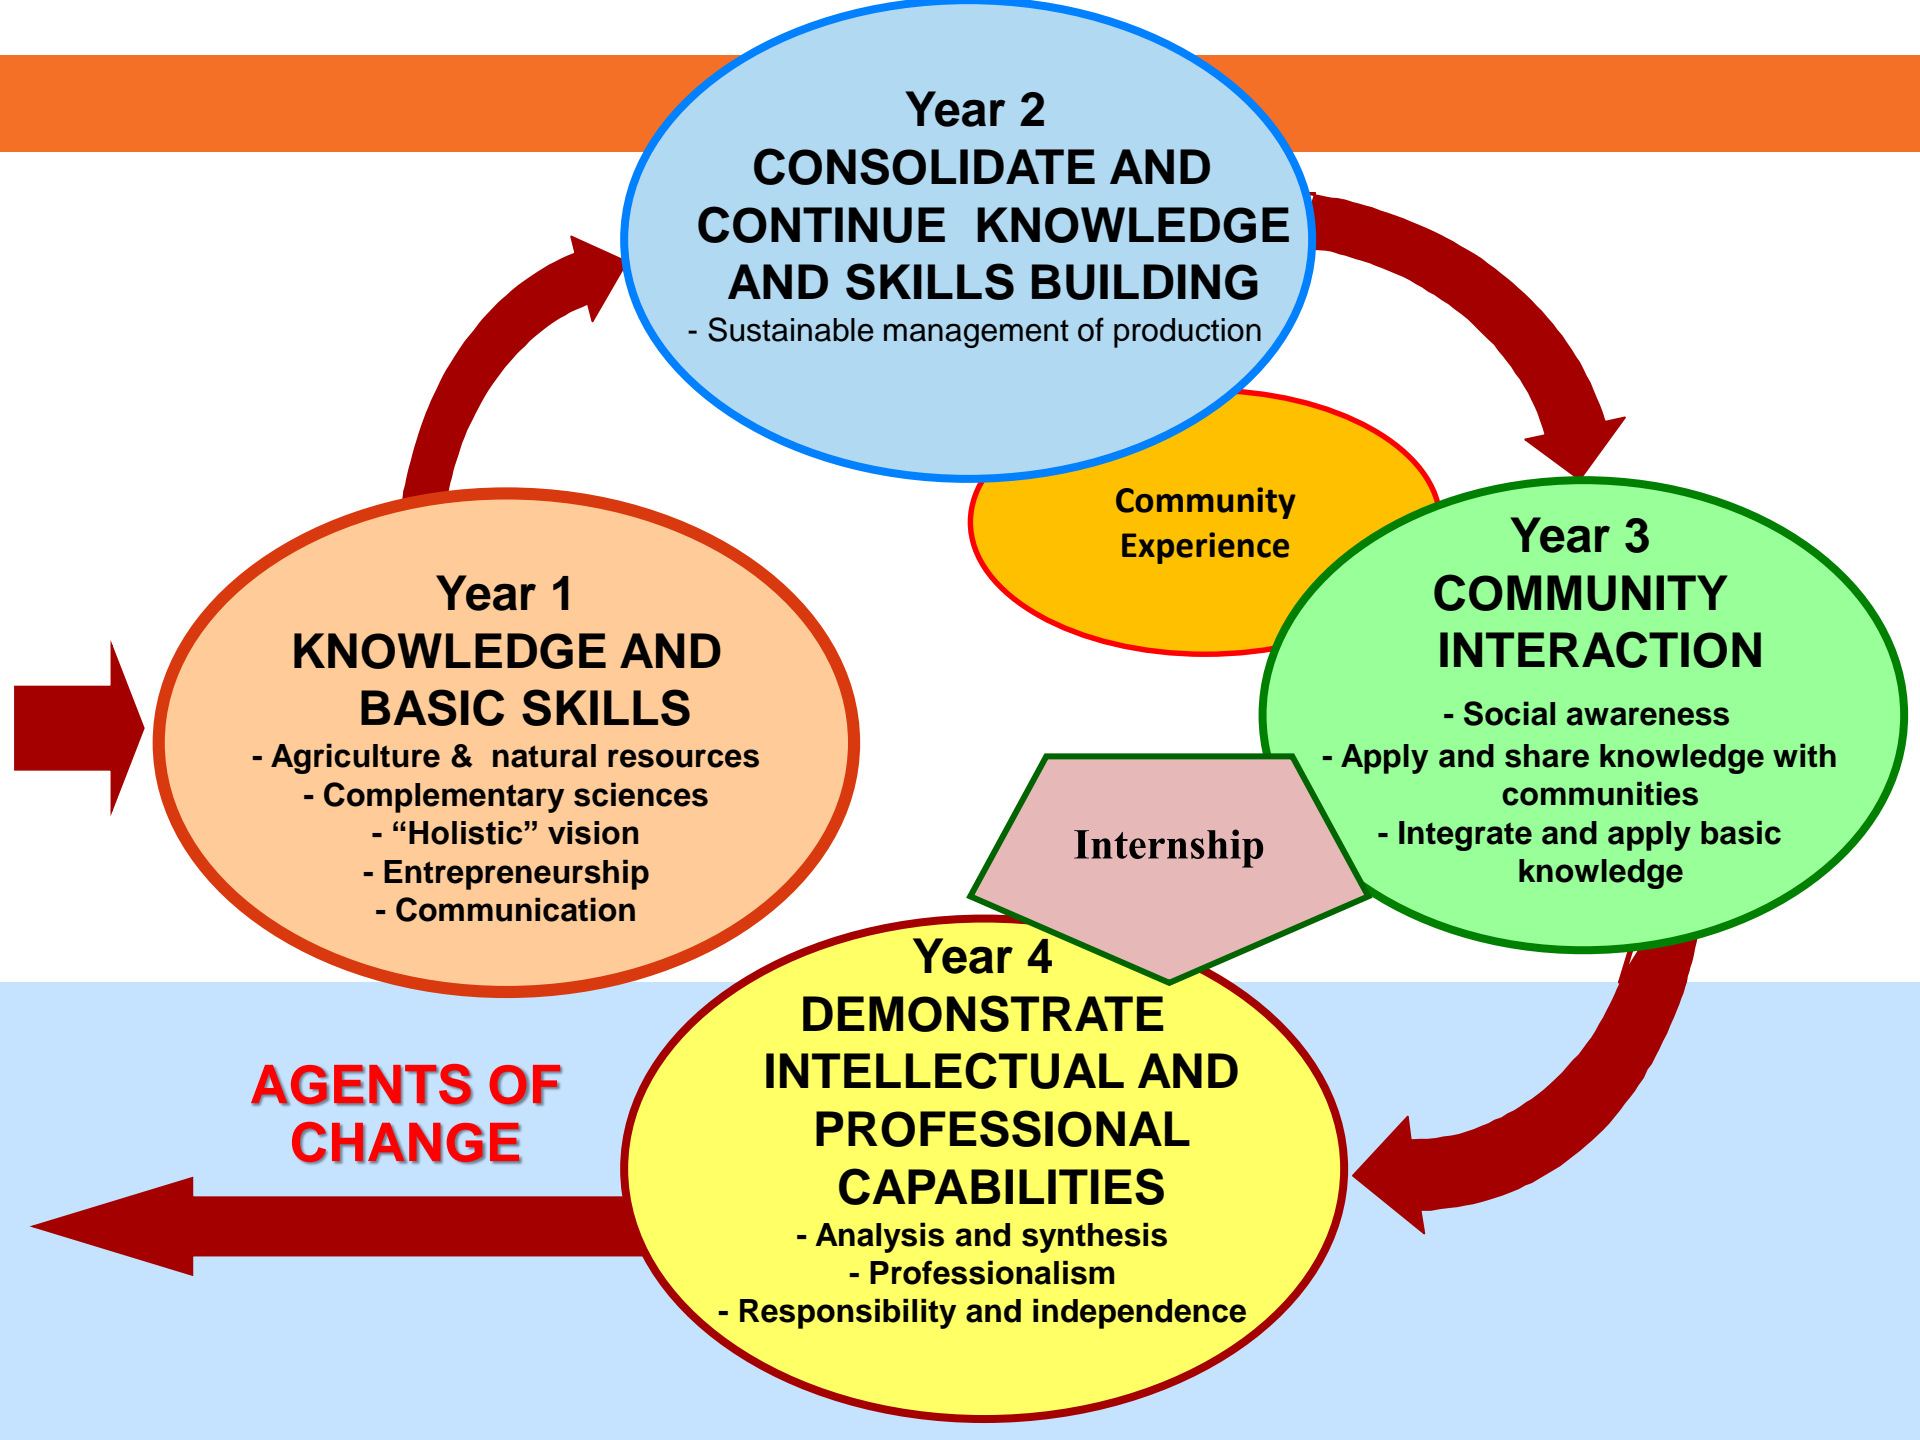 Year 2
CONSOLIDATE AND
CONTINUE  KNOWLEDGE
AND SKILLS BUILDING
- Sustainable management of production
Community
Experience
Year 3
COMMUNITY
INTERACTION
- Social awareness
- Apply and share knowledge with
communities
- Integrate and apply basic
knowledge
Year 1
KNOWLEDGE AND
BASIC SKILLS
- Agriculture &  natural resources
- Complementary sciences
- “Holistic” vision
- Entrepreneurship
- Communication
Internship
Year 4
DEMONSTRATE
INTELLECTUAL AND
PROFESSIONAL
CAPABILITIES
- Analysis and synthesis
- Professionalism
- Responsibility and independence
AGENTS OF
CHANGE